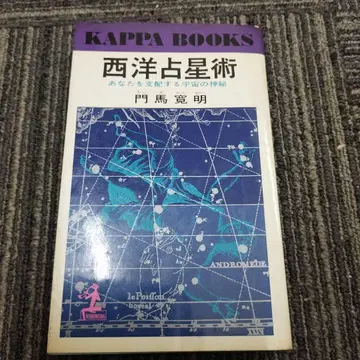 KAPPA BOOKS
西洋占星術
あなたを支配する宇宙の神秘
門馬寛明
ANDROMEDE
le Poisson
boreal